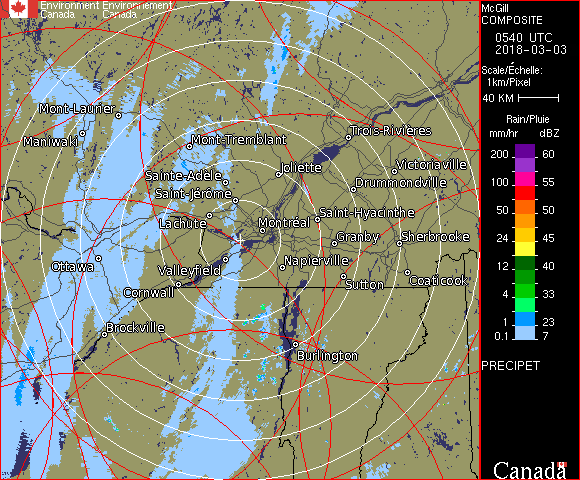 Environment Environnement
Canada Canada
McGill
COMPOSITE
0540 UTC
2018-03-03
Scale/Échelle:
1km/Pixel
40 KM
Rain/Pluie
mm/hr dBZ
200 60
150 57
100 55
50 50
24 45
12 40
4 33
1 23
0.1 7
PRECIPET
Canada
Mont-Laurier
Maniwaki
Mont-Tremblant
Trois-Rivières
Sainte-Adèle
Joliette
Victoriaville
Saint-Jérôme
Drummondville
Lachute
Montréal
Saint-Hyacinthe
Granby
Sherbrooke
Ottawa
Valleyfield
Napierville
Cornwall
Sutton
Coaticook
Brockville
Burlington